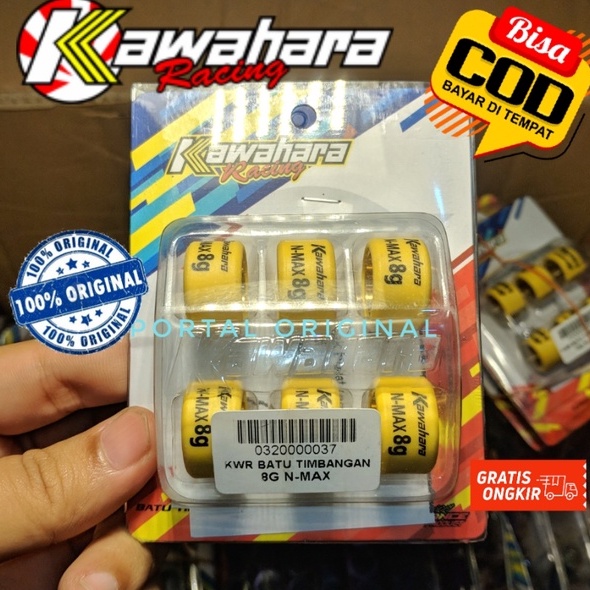 Kawahara
Racing
Bisa
COD
BAYAR DI TEMPAT
Kawahara
Racing
100% ORIGINAL
100% ORIGINAL
100% ORIGINAL
N-MAX 8g
Kawahara
N-MAX 8g
Kawahara
N-MAX 8g
PORTAL ORIGINAL
N-MAX 8g
Kawahara
N-MAX
Kawahara
N-MAX 8g
Kawahara
0320000037
KWR BATU TIMBANGAN
8G N-MAX
GRATIS
ONGKIR